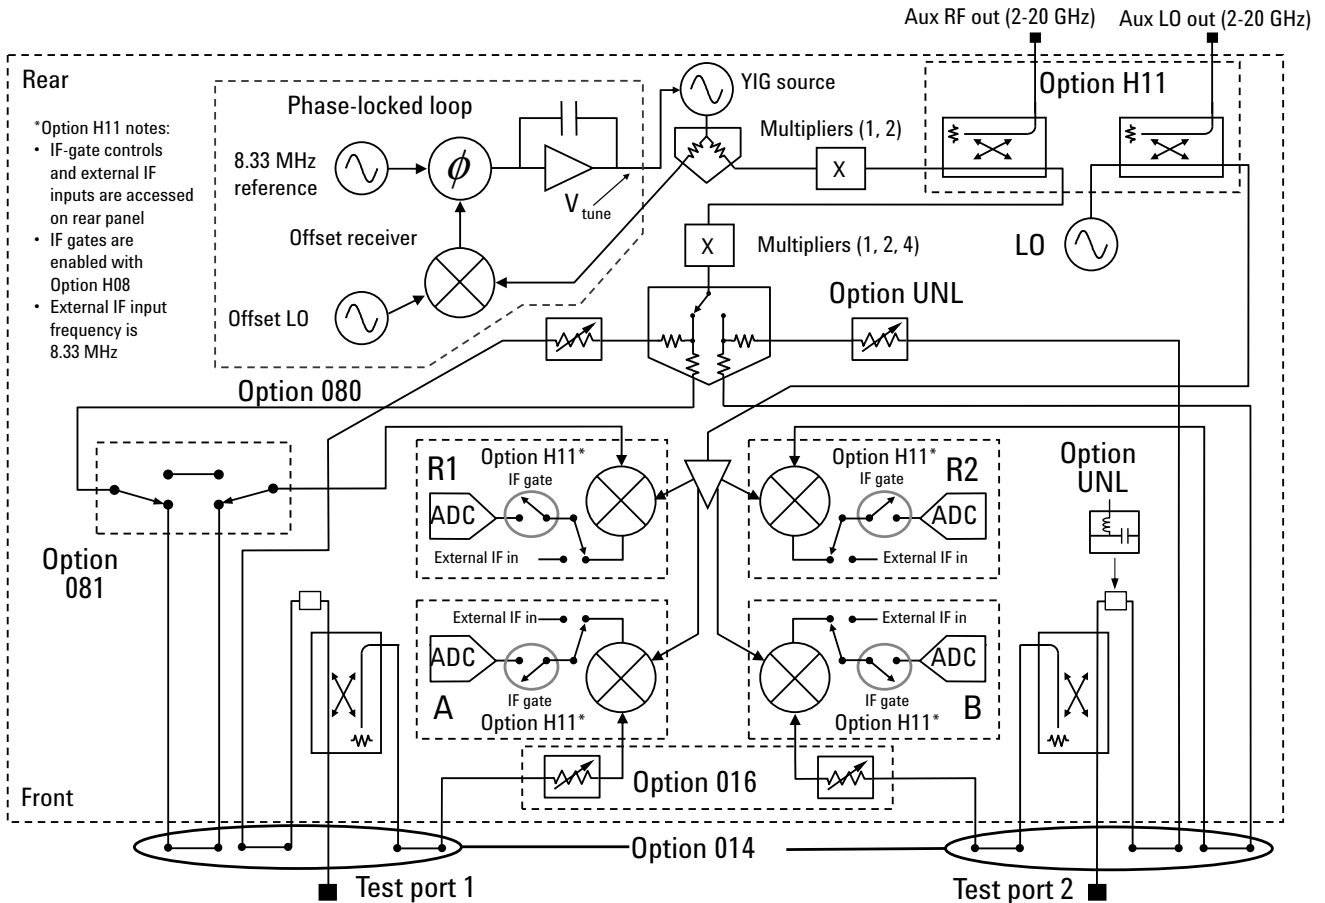 Aux RF out (2-20 GHz)
Aux LO out (2-20 GHz)
Rear
Phase-locked loop
YIG source
Option H11
*Option H11 notes:
• IF-gate controls
and external IF
inputs are accessed
on rear panel
• IF gates are
enabled with
Option H08
• External IF input
frequency is
8.33 MHz
Multipliers (1, 2)
8.33 MHz
reference
ϕ
X
V tune
Offset receiver
X
Multipliers (1, 2, 4)
LO
Offset LO
Option UNL
Option 080
R1
Option H11*
IF gate
ADC
External IF in
Option H11*
R2
IF gate
ADC
External IF in
Option
UNL
Option
081
External IF in
ADC
IF gate
A
Option H11*
External IF in
ADC
IF gate
Option H11*
B
Option 016
Front
Option 014
Test port 1
Test port 2